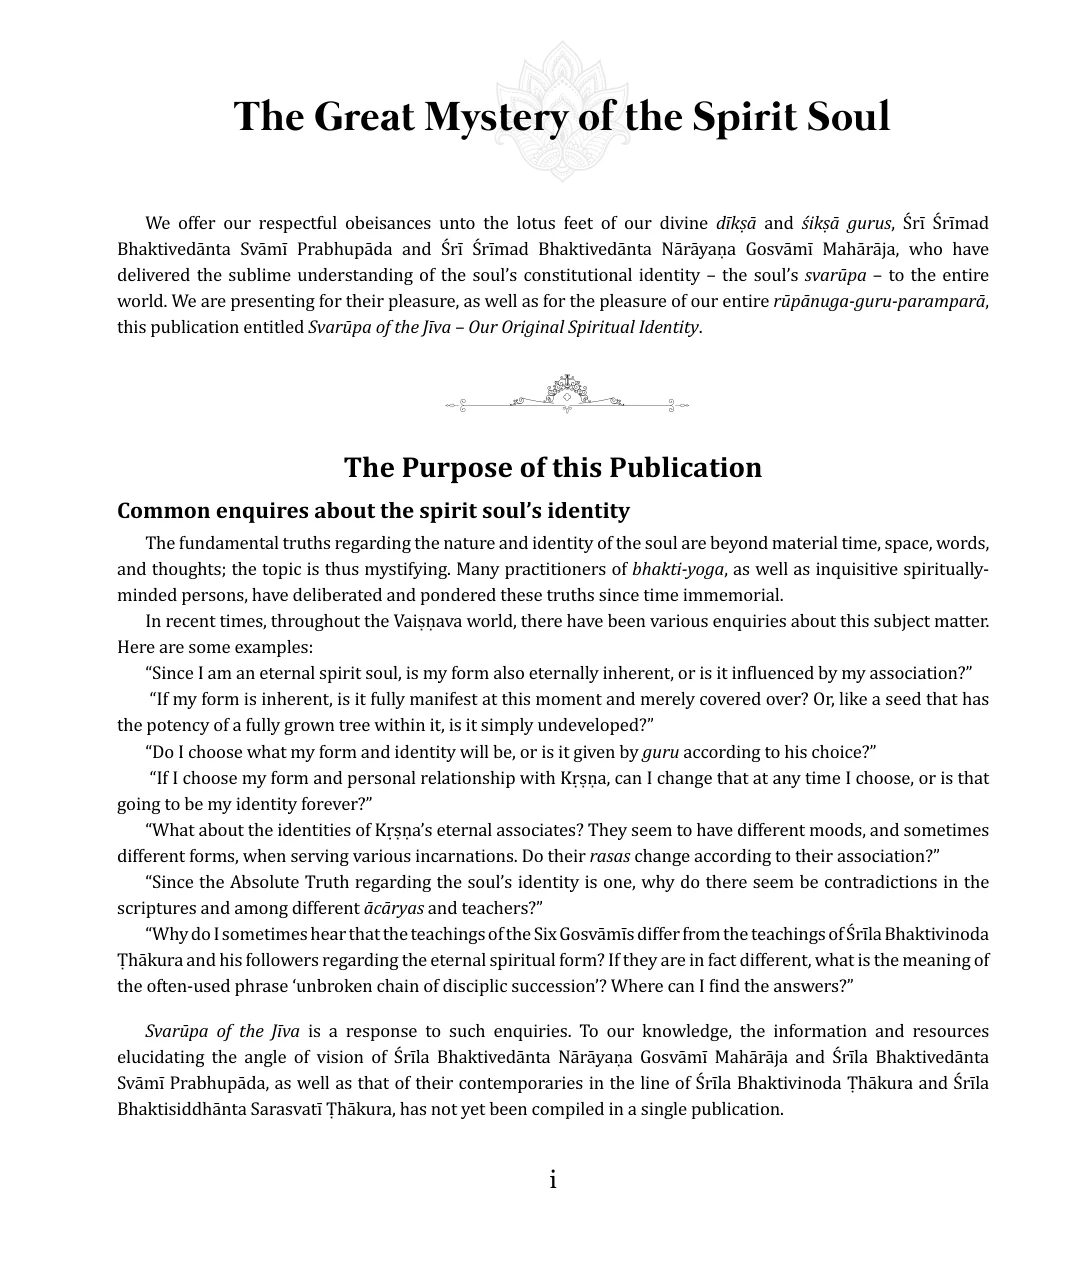 The Great Mystery of the Spirit Soul
We offer our respectful obeisances unto the lotus feet of our divine dīkṣā and śikṣā gurus, Śrī Śrīmad
Bhaktivedānta Svāmī Prabhupāda and Śrī Śrīmad Bhaktivedānta Nārāyaṇa Gosvāmī Mahārāja, who have
delivered the sublime understanding of the soul’s constitutional identity – the soul’s svarūpa – to the entire
world. We are presenting for their pleasure, as well as for the pleasure of our entire rūpānuga-guru-paramparā,
this publication entitled Svarūpa of the Jīva – Our Original Spiritual Identity.
The Purpose of this Publication
Common enquires about the spirit soul’s identity
The fundamental truths regarding the nature and identity of the soul are beyond material time, space, words,
and thoughts; the topic is thus mystifying. Many practitioners of bhakti-yoga, as well as inquisitive spiritually-
minded persons, have deliberated and pondered these truths since time immemorial.
In recent times, throughout the Vaiṣṇava world, there have been various enquiries about this subject matter.
Here are some examples:
“Since I am an eternal spirit soul, is my form also eternally inherent, or is it influenced by my association?”
“If my form is inherent, is it fully manifest at this moment and merely covered over? Or, like a seed that has
the potency of a fully grown tree within it, is it simply undeveloped?”
“Do I choose what my form and identity will be, or is it given by guru according to his choice?”
“If I choose my form and personal relationship with Kṛṣṇa, can I change that at any time I choose, or is that
going to be my identity forever?”
“What about the identities of Kṛṣṇa’s eternal associates? They seem to have different moods, and sometimes
different forms, when serving various incarnations. Do their rasas change according to their association?”
“Since the Absolute Truth regarding the soul’s identity is one, why do there seem be contradictions in the
scriptures and among different ācāryas and teachers?”
“Why do I sometimes hear that the teachings of the Six Gosvāmīs differ from the teachings of Śrīla Bhaktivinoda
Ṭhākura and his followers regarding the eternal spiritual form? If they are in fact different, what is the meaning of
the often-used phrase ‘unbroken chain of disciplic succession’? Where can I find the answers?”
Svarūpa of the Jīva is a response to such enquiries. To our knowledge, the information and resources
elucidating the angle of vision of Śrīla Bhaktivedānta Nārāyaṇa Gosvāmī Mahārāja and Śrīla Bhaktivedānta
Svāmī Prabhupāda, as well as that of their contemporaries in the line of Śrīla Bhaktivinoda Ṭhākura and Śrīla
Bhaktisiddhānta Sarasvatī Ṭhākura, has not yet been compiled in a single publication.
i